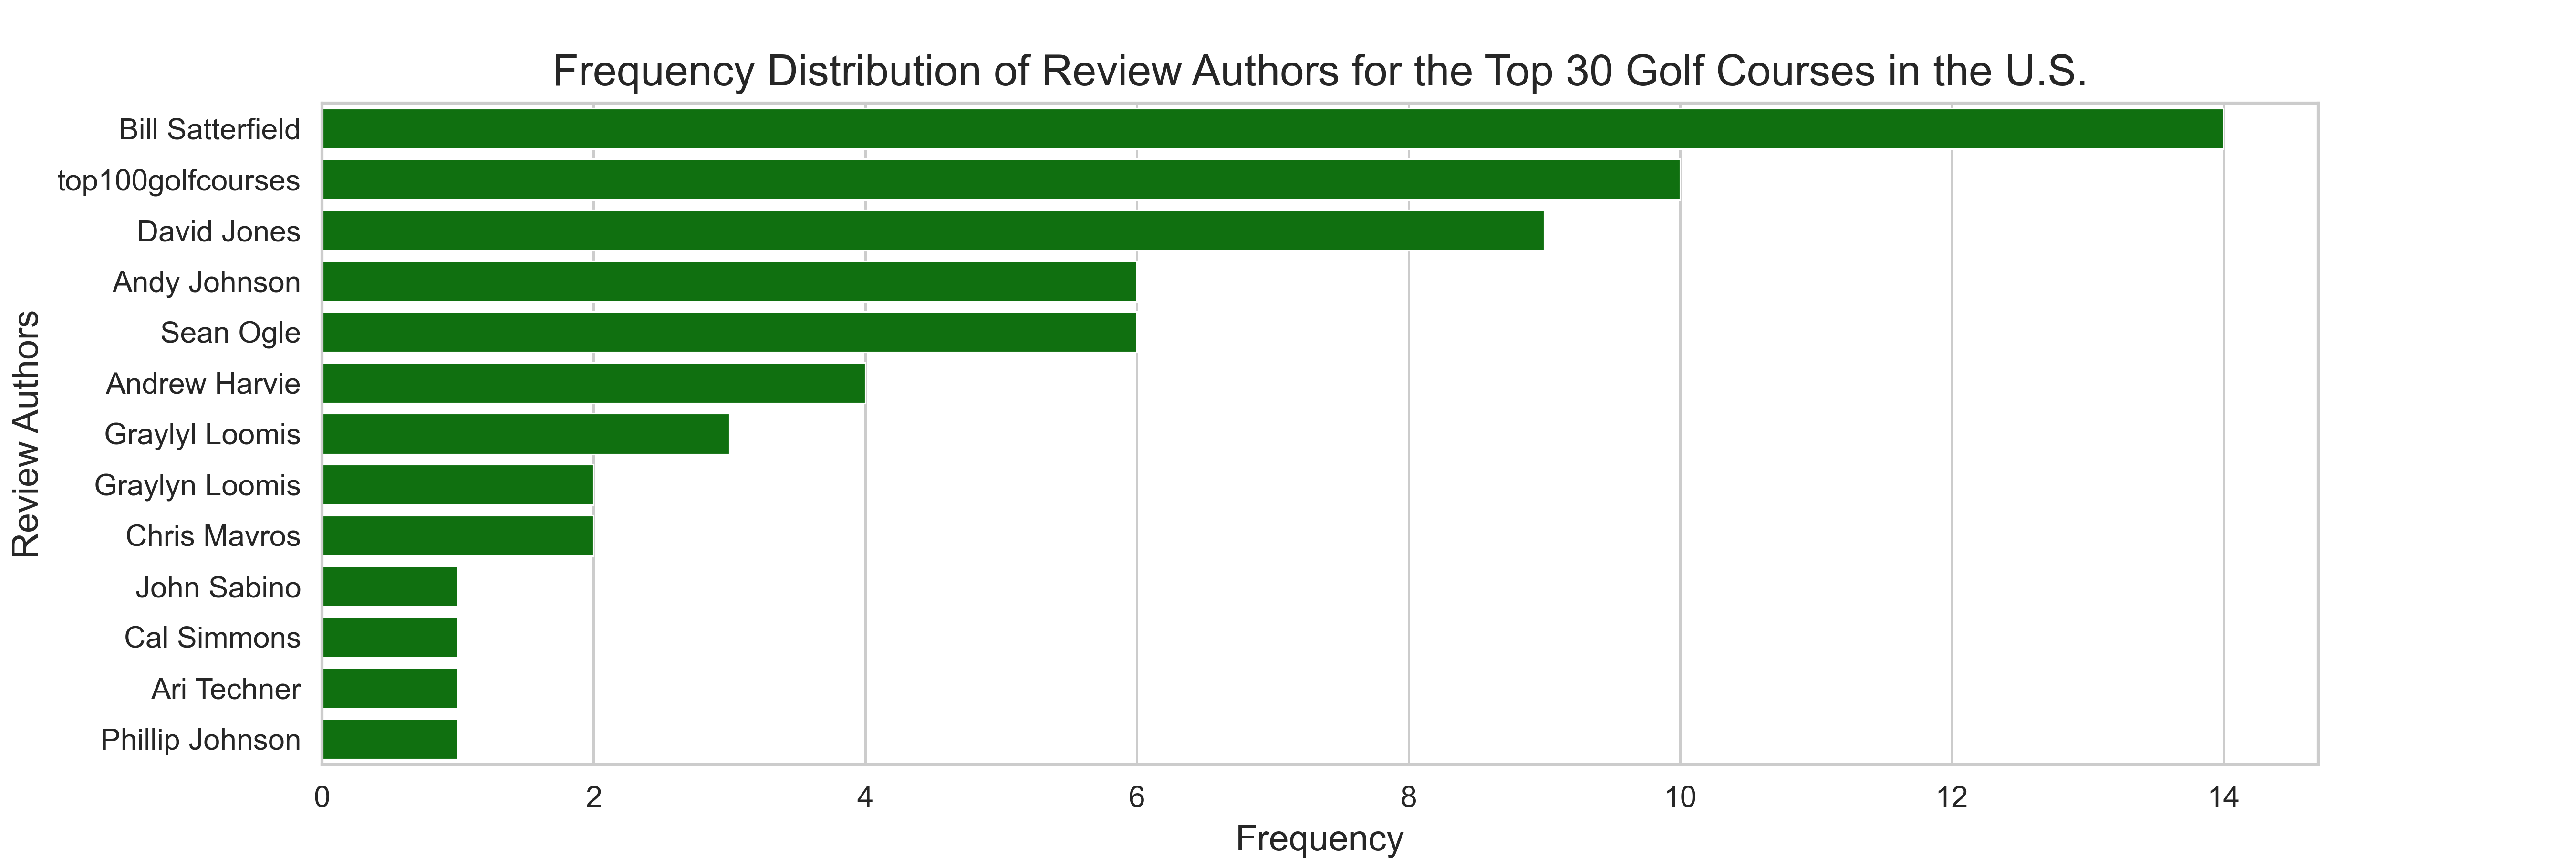 Frequency Distribution of Review Authors for the Top 30 Golf Courses in the U.S.
Review Authors
Bill Satterfield
top100golfcourses
David Jones
Andy Johnson
Sean Ogle
Andrew Harvie
Graylyl Loomis
Graylyn Loomis
Chris Mavros
John Sabino
Cal Simmons
Ari Techner
Phillip Johnson
0 2 4 6 8 10 12 14
Frequency